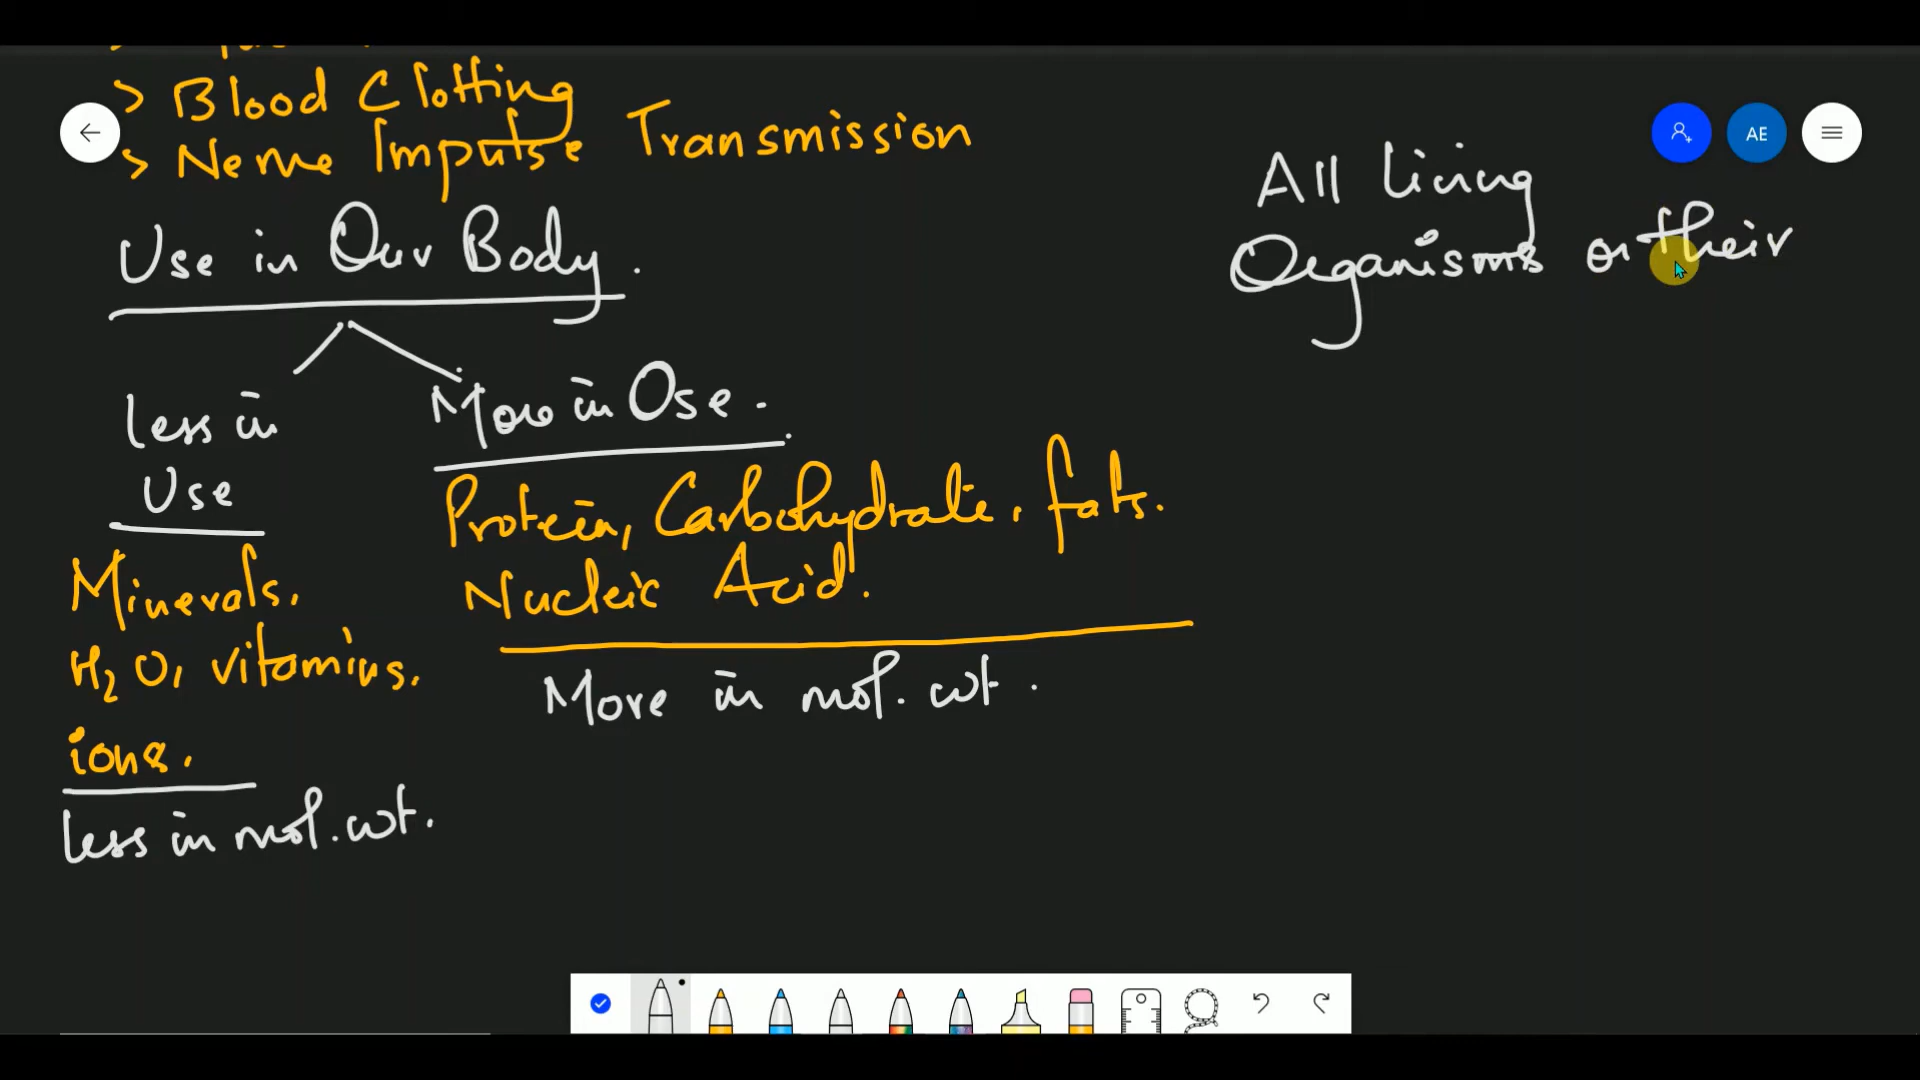 > Blood Clotting
> Nerve Impulse Transmission
Use in Our Body.
Less in
Use
Minerals.
H2O, vitamins.
ions.
Less in mol. wt.
More in Use.
Protein, Carbohydrate, fats.
Nucleic Acid.
More in mol. wt.
All living
Organisms or their
AE